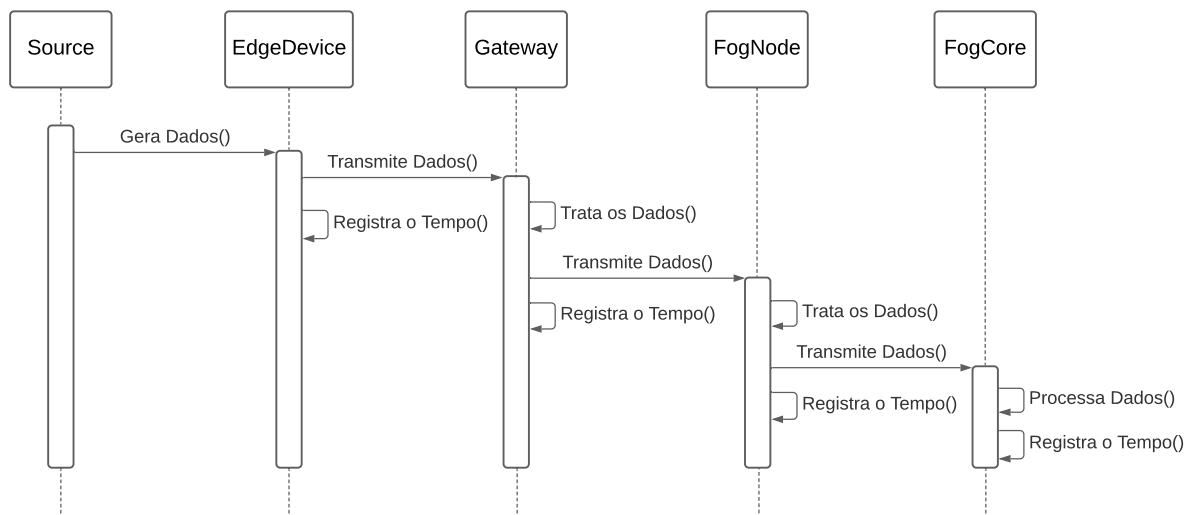 Source
EdgeDevice
Gateway
FogNode
FogCore
Gera Dados()
Transmite Dados()
Registra o Tempo()
Trata os Dados()
Transmite Dados()
Registra o Tempo()
Trata os Dados()
Transmite Dados()
Registra o Tempo()
Processa Dados()
Registra o Tempo()